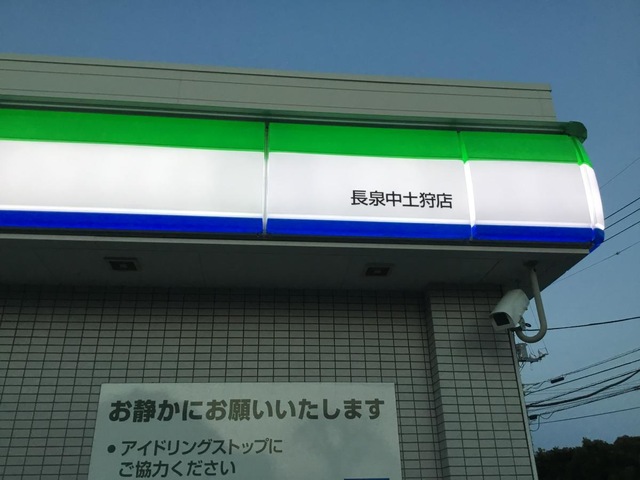 長泉中土狩店
お静かにお願いいたします
• アイドリングストップに
ご協力ください